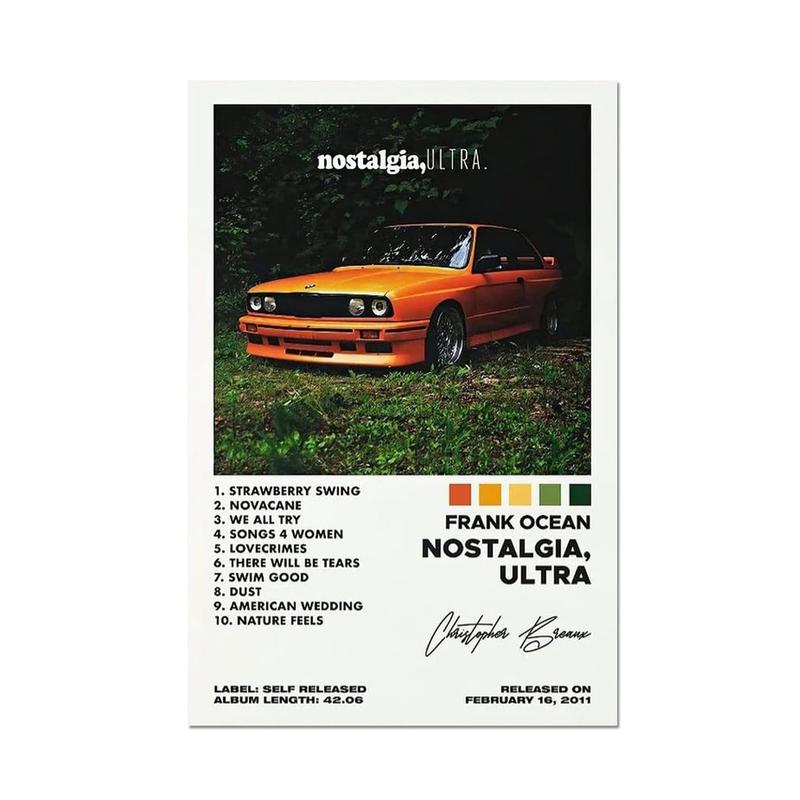 nostalgia,ULTRA.
1. STRAWBERRY SWING
2. NOVACANE
3. WE ALL TRY
4. SONGS 4 WOMEN
5. LOVECRIMES
6. THERE WILL BE TEARS
7. SWIM GOOD
8. DUST
9. AMERICAN WEDDING
10. NATURE FEELS
FRANK OCEAN
NOSTALGIA,
ULTRA
Christopher Breaux
LABEL: SELF RELEASED
ALBUM LENGTH: 42.06
RELEASED ON
FEBRUARY 16, 2011